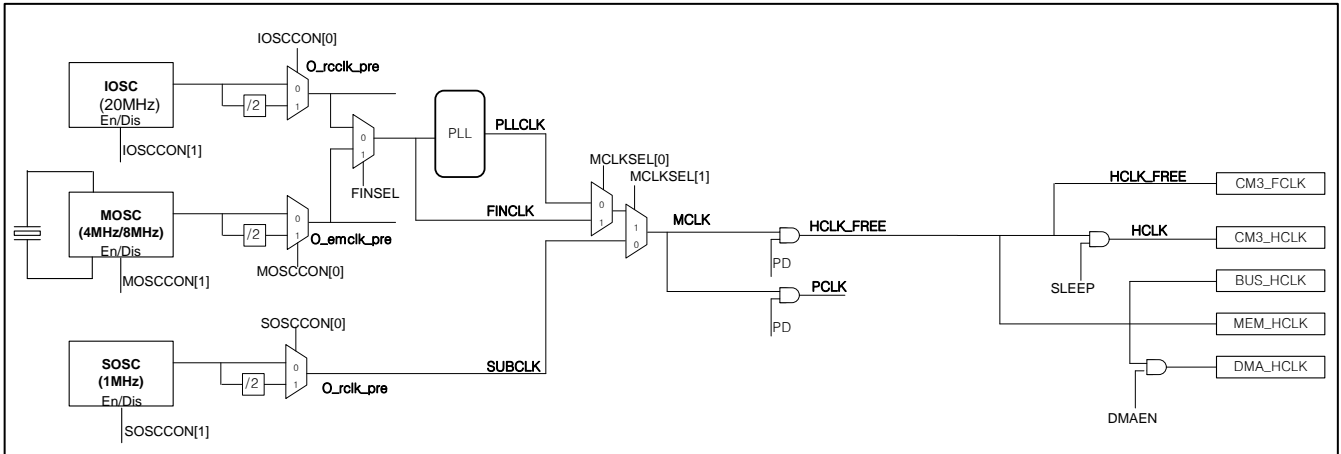 IOSCCON[0]
O_rcclk_pre
IOSC
(20MHz)
En/Dis
0
1
/2
IOSCCON[1]
PLL
PLLCLK
0
1
FINSEL
MCLKSEL[0]
MCLKSEL[1]
MOSC
(4MHz/8MHz)
En/Dis
0
1
/2
O_emclk_pre
MOSCCON[0]
MOSCCON[1]
FINCLK
0
1
1
0
MCLK
HCLK_FREE
PD
PCLK
PD
HCLK_FREE
CM3_FCLK
HCLK
CM3_HCLK
SLEEP
BUS_HCLK
MEM_HCLK
DMA_HCLK
DMAEN
SOSCCON[0]
SOSC
(1MHz)
En/Dis
0
1
/2
O_rclk_pre
SUBCLK
SOSCCON[1]